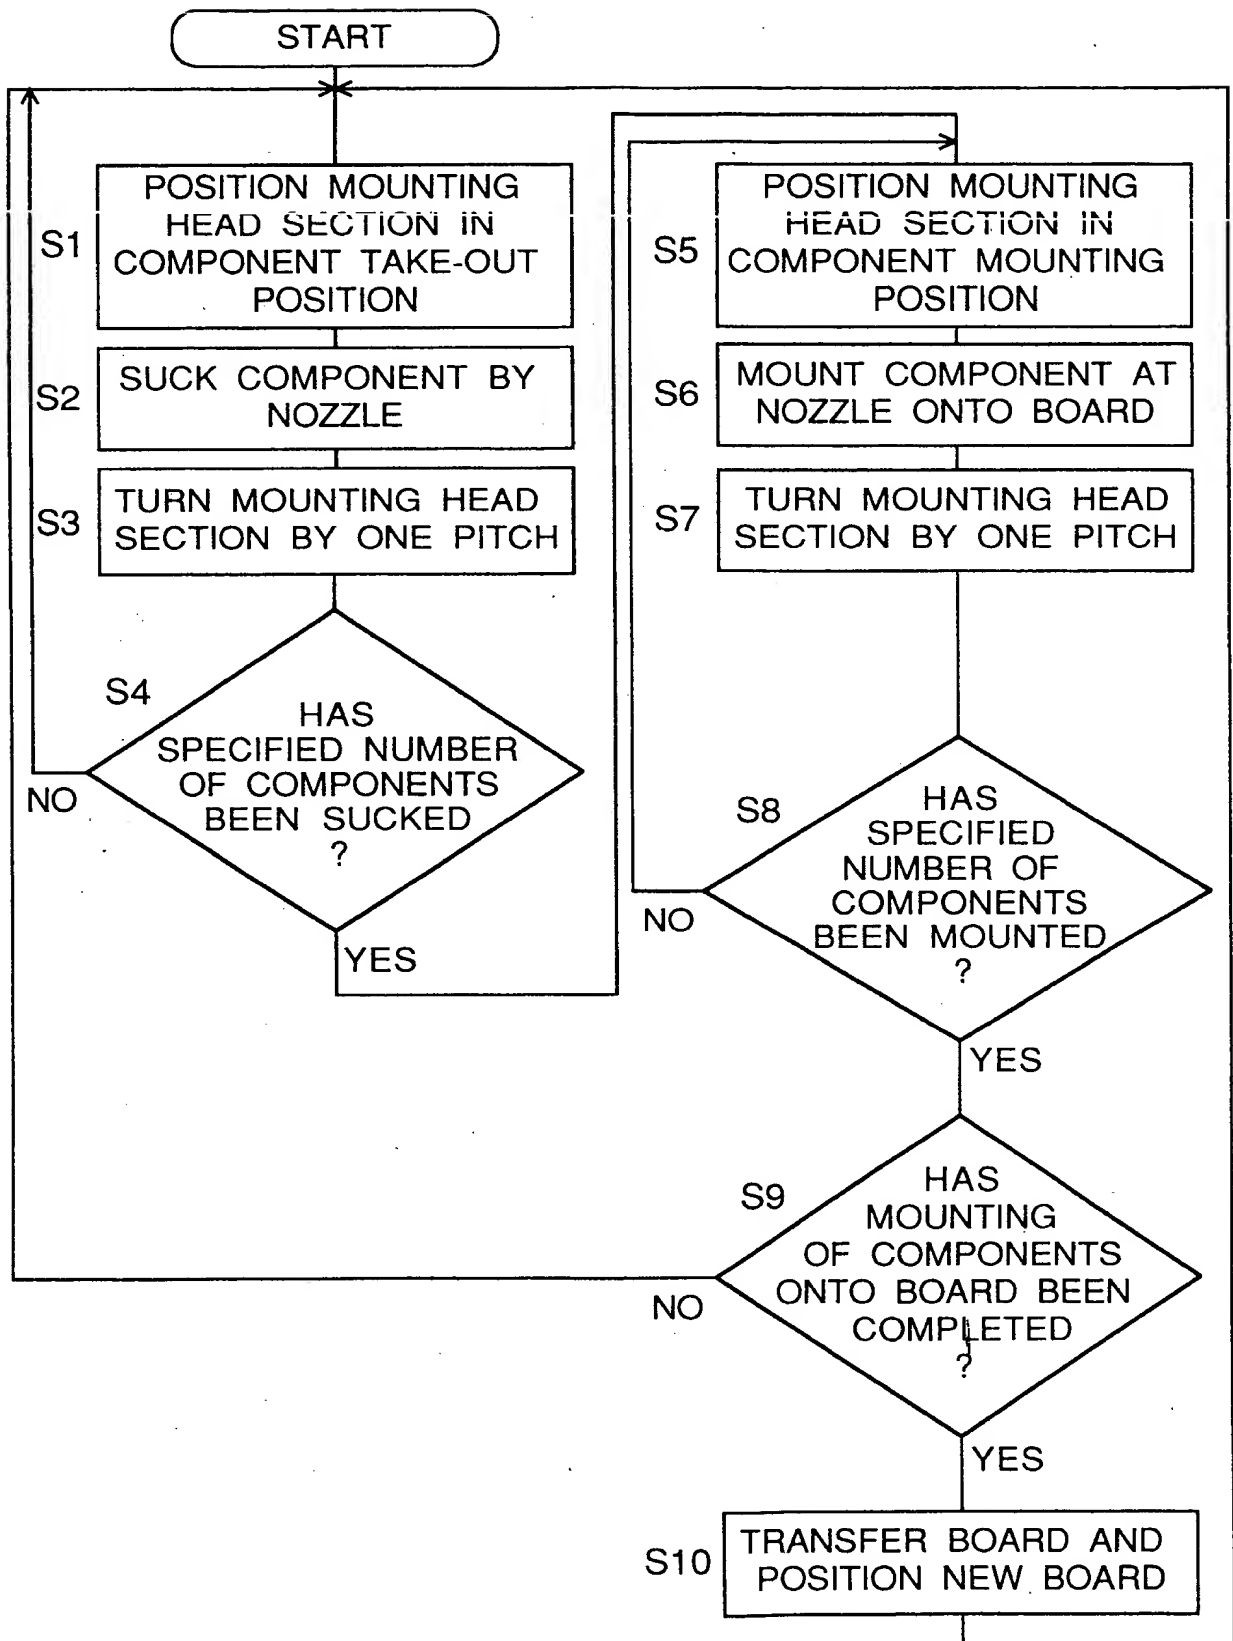 START
S1
POSITION MOUNTING
HEAD SECTION IN
COMPONENT TAKE-OUT
POSITION
S2
SUCK COMPONENT BY
NOZZLE
S3
TURN MOUNTING HEAD
SECTION BY ONE PITCH
S4
HAS
SPECIFIED NUMBER
OF COMPONENTS
BEEN SUCKED
?
NO
YES
S5
POSITION MOUNTING
HEAD SECTION IN
COMPONENT MOUNTING
POSITION
S6
MOUNT COMPONENT AT
NOZZLE ONTO BOARD
S7
TURN MOUNTING HEAD
SECTION BY ONE PITCH
S8
HAS
SPECIFIED
NUMBER OF
COMPONENTS
BEEN MOUNTED
?
NO
YES
S9
HAS
MOUNTING
OF COMPONENTS
ONTO BOARD BEEN
COMPLETED
?
NO
YES
S10
TRANSFER BOARD AND
POSITION NEW BOARD